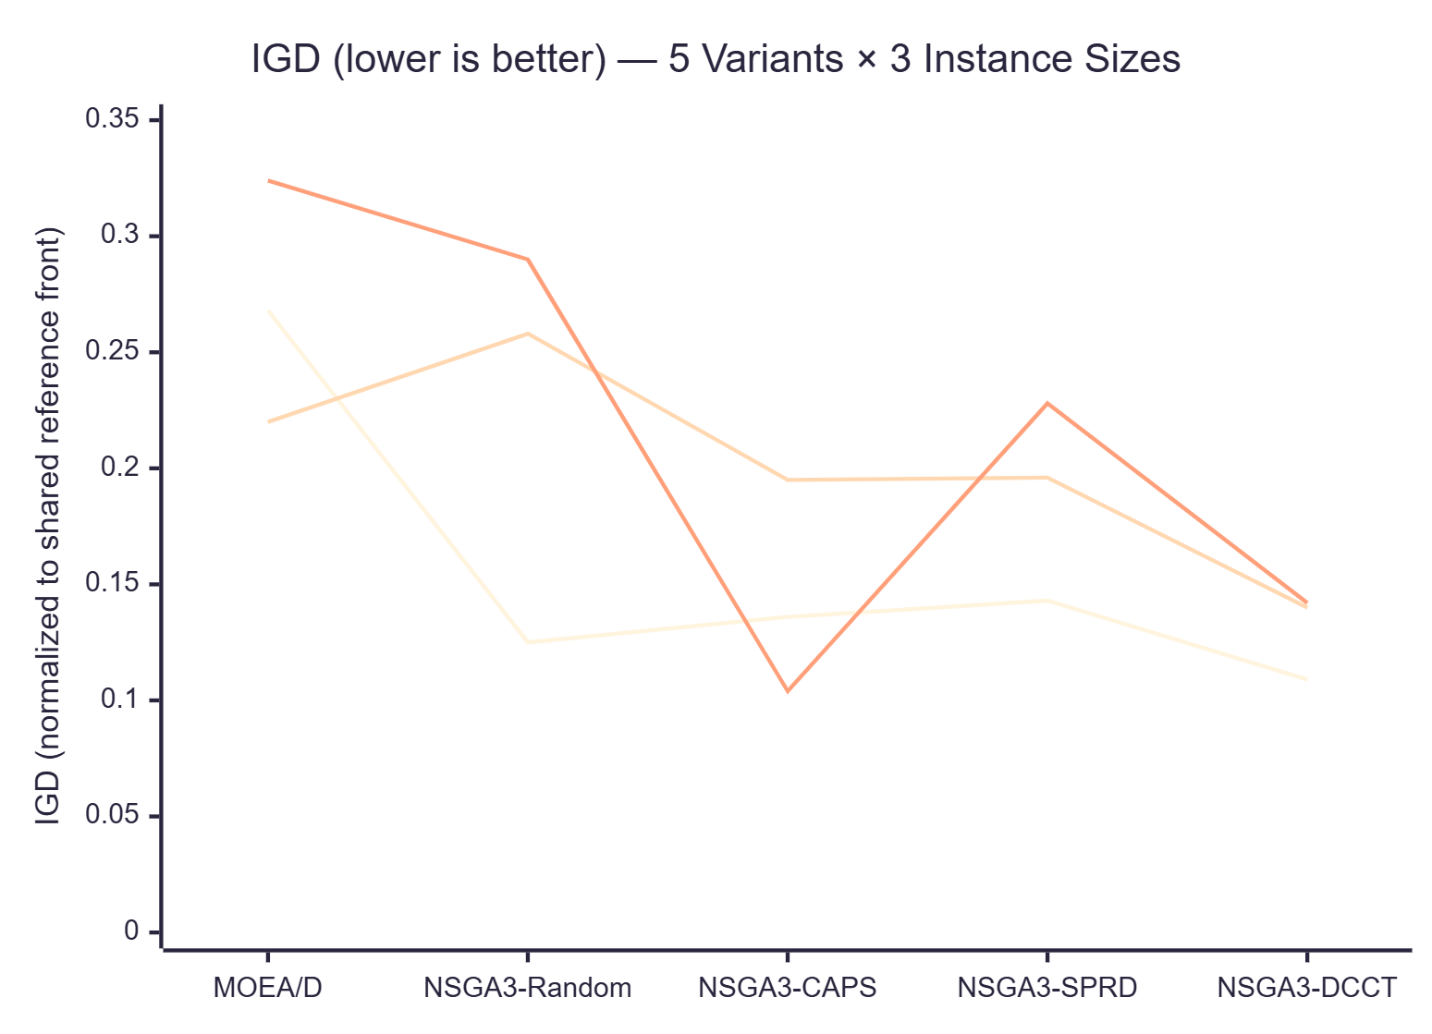 IGD (lower is better) — 5 Variants × 3 Instance Sizes
IGD (normalized to shared reference front)
0.35
0.3
0.25
0.2
0.15
0.1
0.05
0
MOEA/D NSGA3-Random NSGA3-CAPS NSGA3-SPRD NSGA3-DCCT